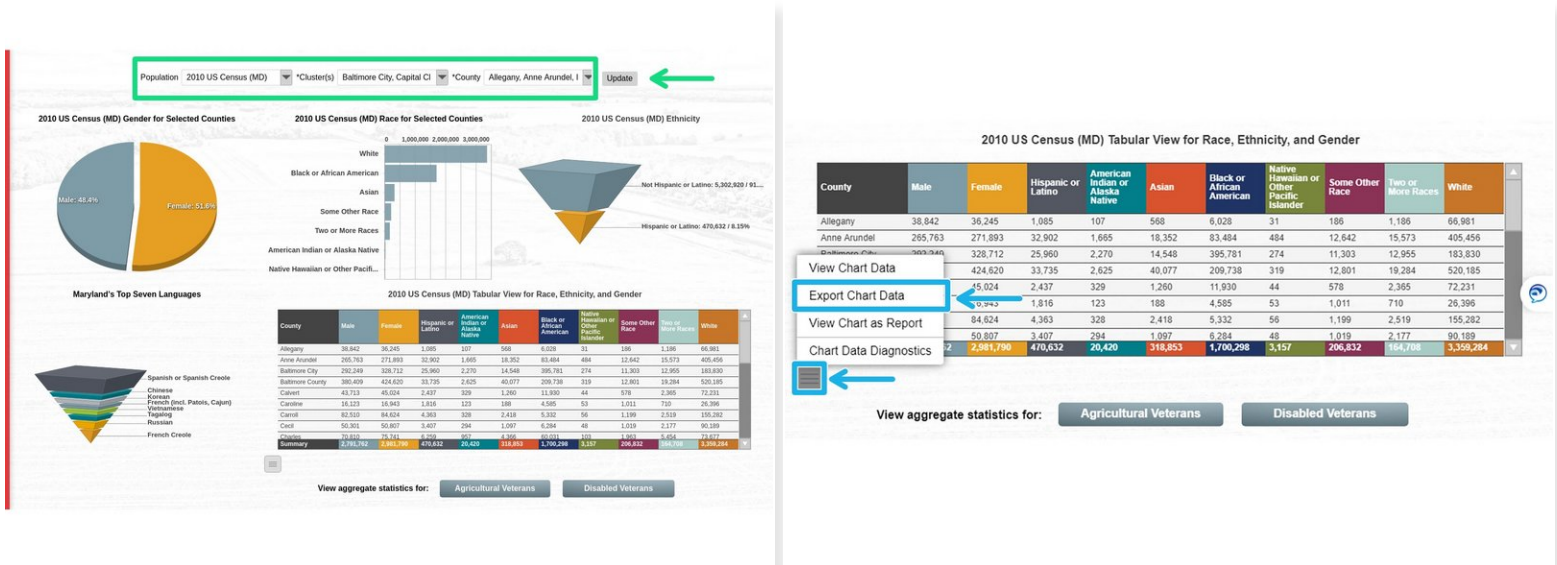 Population 2010 US Census (MD) *Cluster(s) Baltimore City, Capital Cl *County Allegany, Anne Arundel, I Update
2010 US Census (MD) Gender for Selected Counties
Male: 48.4%
Female: 51.6%
2010 US Census (MD) Race for Selected Counties
0 1,000,000 2,000,000 3,000,000
White
Black or African American
Asian
Some Other Race
Two or More Races
American Indian or Alaska Native
Native Hawaiian or Other Pacifi...
2010 US Census (MD) Ethnicity
Not Hispanic or Latino: 5,302,920 / 91....
Hispanic or Latino: 470,632 / 8.15%
Maryland's Top Seven Languages
Spanish or Spanish Creole
Chinese
Korean
French (incl. Patois, Cajun)
Vietnamese
Tagalog
Russian
French Creole
2010 US Census (MD) Tabular View for Race, Ethnicity, and Gender
County Male Female Hispanic or Latino American Indian or Alaska Native Asian Black or African American Native Hawaiian or Other Pacific Islander Some Other Race Two or More Races White
Allegany 38,842 36,245 1,085 107 568 6,028 31 186 1,186 66,981
Anne Arundel 265,763 271,893 32,902 1,665 18,352 83,484 484 12,642 15,573 405,456
Baltimore City 292,249 328,712 25,960 2,270 14,548 395,781 274 11,303 12,955 183,830
Baltimore County 380,409 424,620 33,735 2,625 40,077 209,738 319 12,801 19,284 520,185
Calvert 43,713 45,024 2,437 329 1,260 11,930 44 578 2,365 72,231
Caroline 16,123 16,943 1,816 123 188 4,585 53 1,011 710 26,396
Carroll 82,510 84,624 4,363 328 2,418 5,332 56 1,199 2,519 155,282
Cecil 50,301 50,807 3,407 294 1,097 6,284 48 1,019 2,177 90,189
Charles 70,810 75,741 6,259 957 4,366 60,031 103 1,963 5,454 73,677
Summary 2,791,762 2,981,790 470,632 20,420 318,853 1,700,298 3,157 206,832 164,708 3,359,284
View aggregate statistics for: Agricultural Veterans Disabled Veterans
2010 US Census (MD) Tabular View for Race, Ethnicity, and Gender
County Male Female Hispanic or Latino American Indian or Alaska Native Asian Black or African American Native Hawaiian or Other Pacific Islander Some Other Race Two or More Races White
Allegany 38,842 36,245 1,085 107 568 6,028 31 186 1,186 66,981
Anne Arundel 265,763 271,893 32,902 1,665 18,352 83,484 484 12,642 15,573 405,456
Baltimore City 292,249 328,712 25,960 2,270 14,548 395,781 274 11,303 12,955 183,830
424,620 33,735 2,625 40,077 209,738 319 12,801 19,284 520,185
45,024 2,437 329 1,260 11,930 44 578 2,365 72,231
16,943 1,816 123 188 4,585 53 1,011 710 26,396
84,624 4,363 328 2,418 5,332 56 1,199 2,519 155,282
50,807 3,407 294 1,097 6,284 48 1,019 2,177 90,189
62 2,981,790 470,632 20,420 318,853 1,700,298 3,157 206,832 164,708 3,359,284
View Chart Data
Export Chart Data
View Chart as Report
Chart Data Diagnostics
View aggregate statistics for: Agricultural Veterans Disabled Veterans